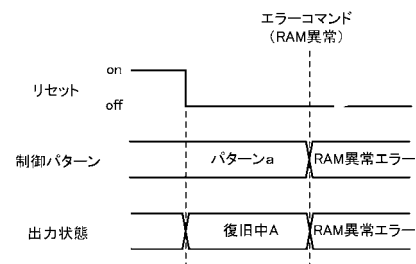 エラーコマンド
（RAM異常）
on
リセット
off
制御パターン
パターンa
RAM異常エラー
出力状態
復旧中A
RAM異常エラー